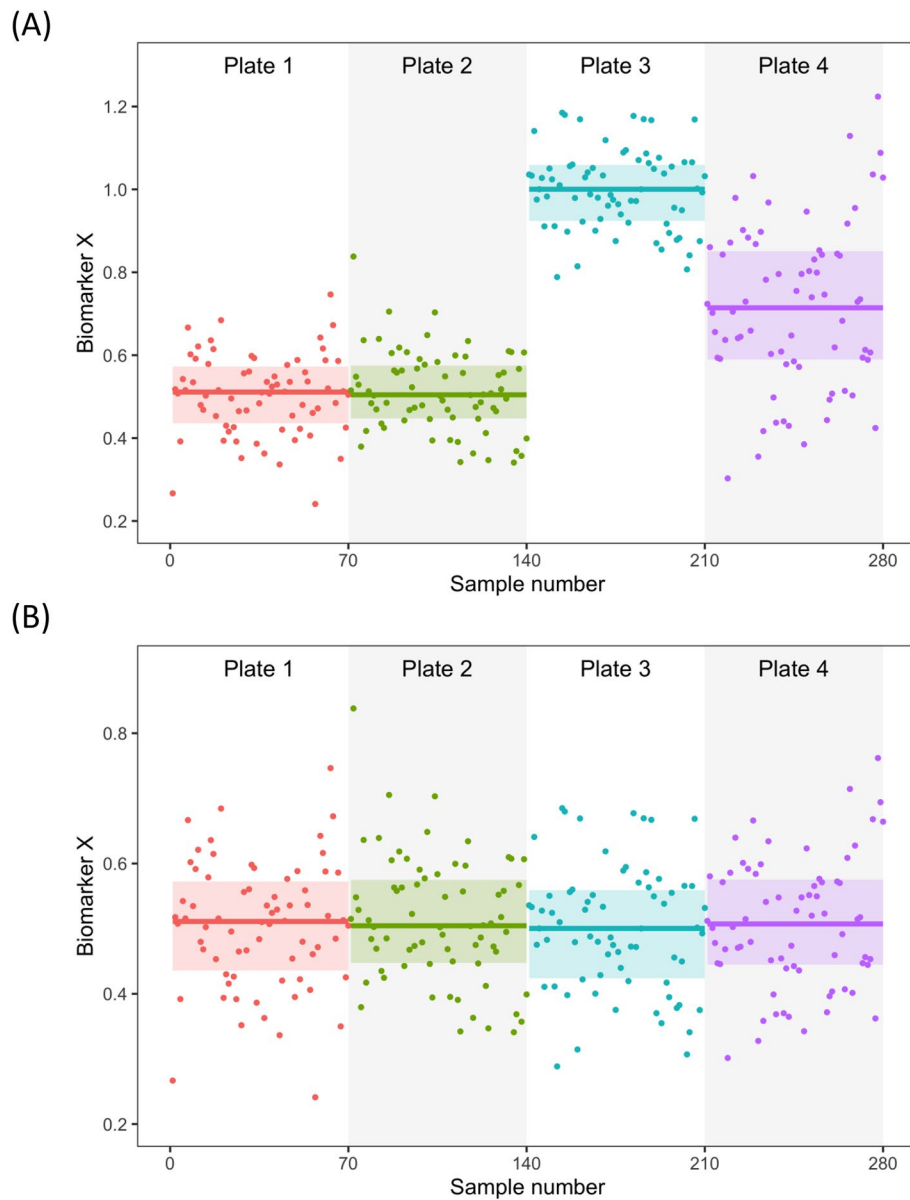 (A)
Plate 1 Plate 2 Plate 3 Plate 4
Biomarker X
1.2
1.0
0.8
0.6
0.4
0.2
0 70 140 210 280
Sample number
(B)
Plate 1 Plate 2 Plate 3 Plate 4
Biomarker X
0.8
0.6
0.4
0.2
0 70 140 210 280
Sample number